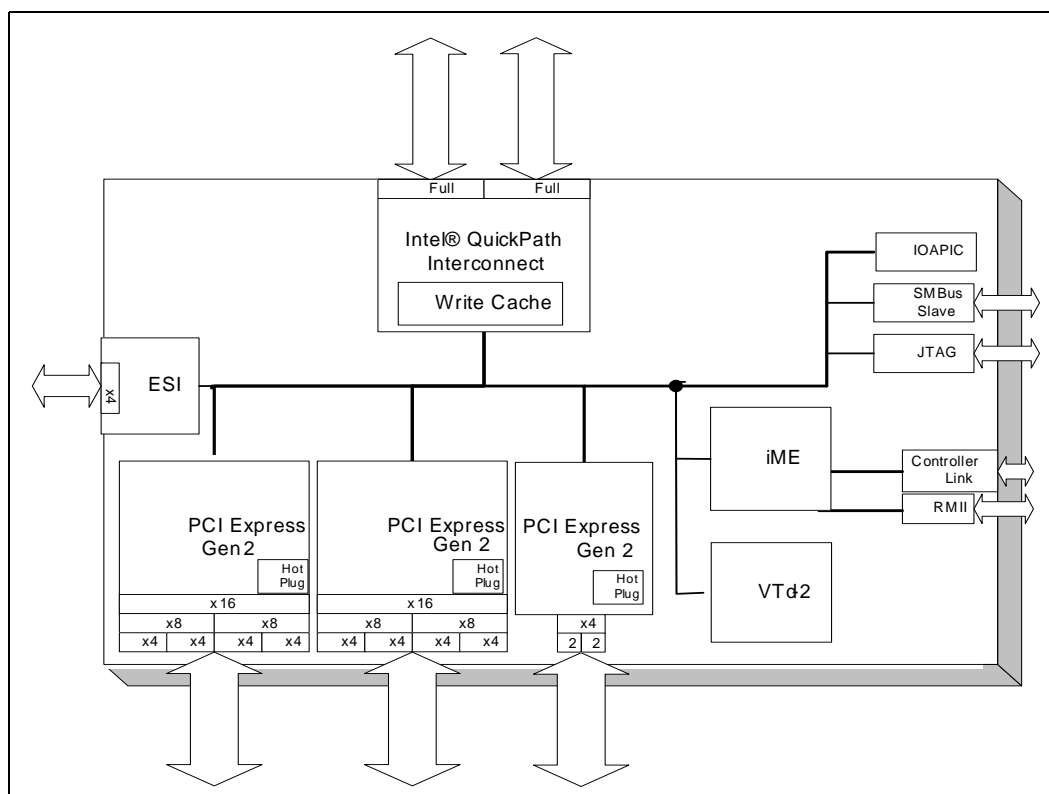 Full Full
Intel® QuickPath
Interconnect
Write Cache
IOAPIC
SMBus
Slave
JTAG
ESI
x4
iME
Controller
Link
RMII
PCI Express
Gen2
Hot
Plug
x16
x8 x8
x4 x4 x4 x4
PCI Express
Gen 2
Hot
Plug
x16
x8 x8
x4 x4 x4 x4
PCI Express
Gen 2
Hot
Plug
x4
2 2
VTd-2